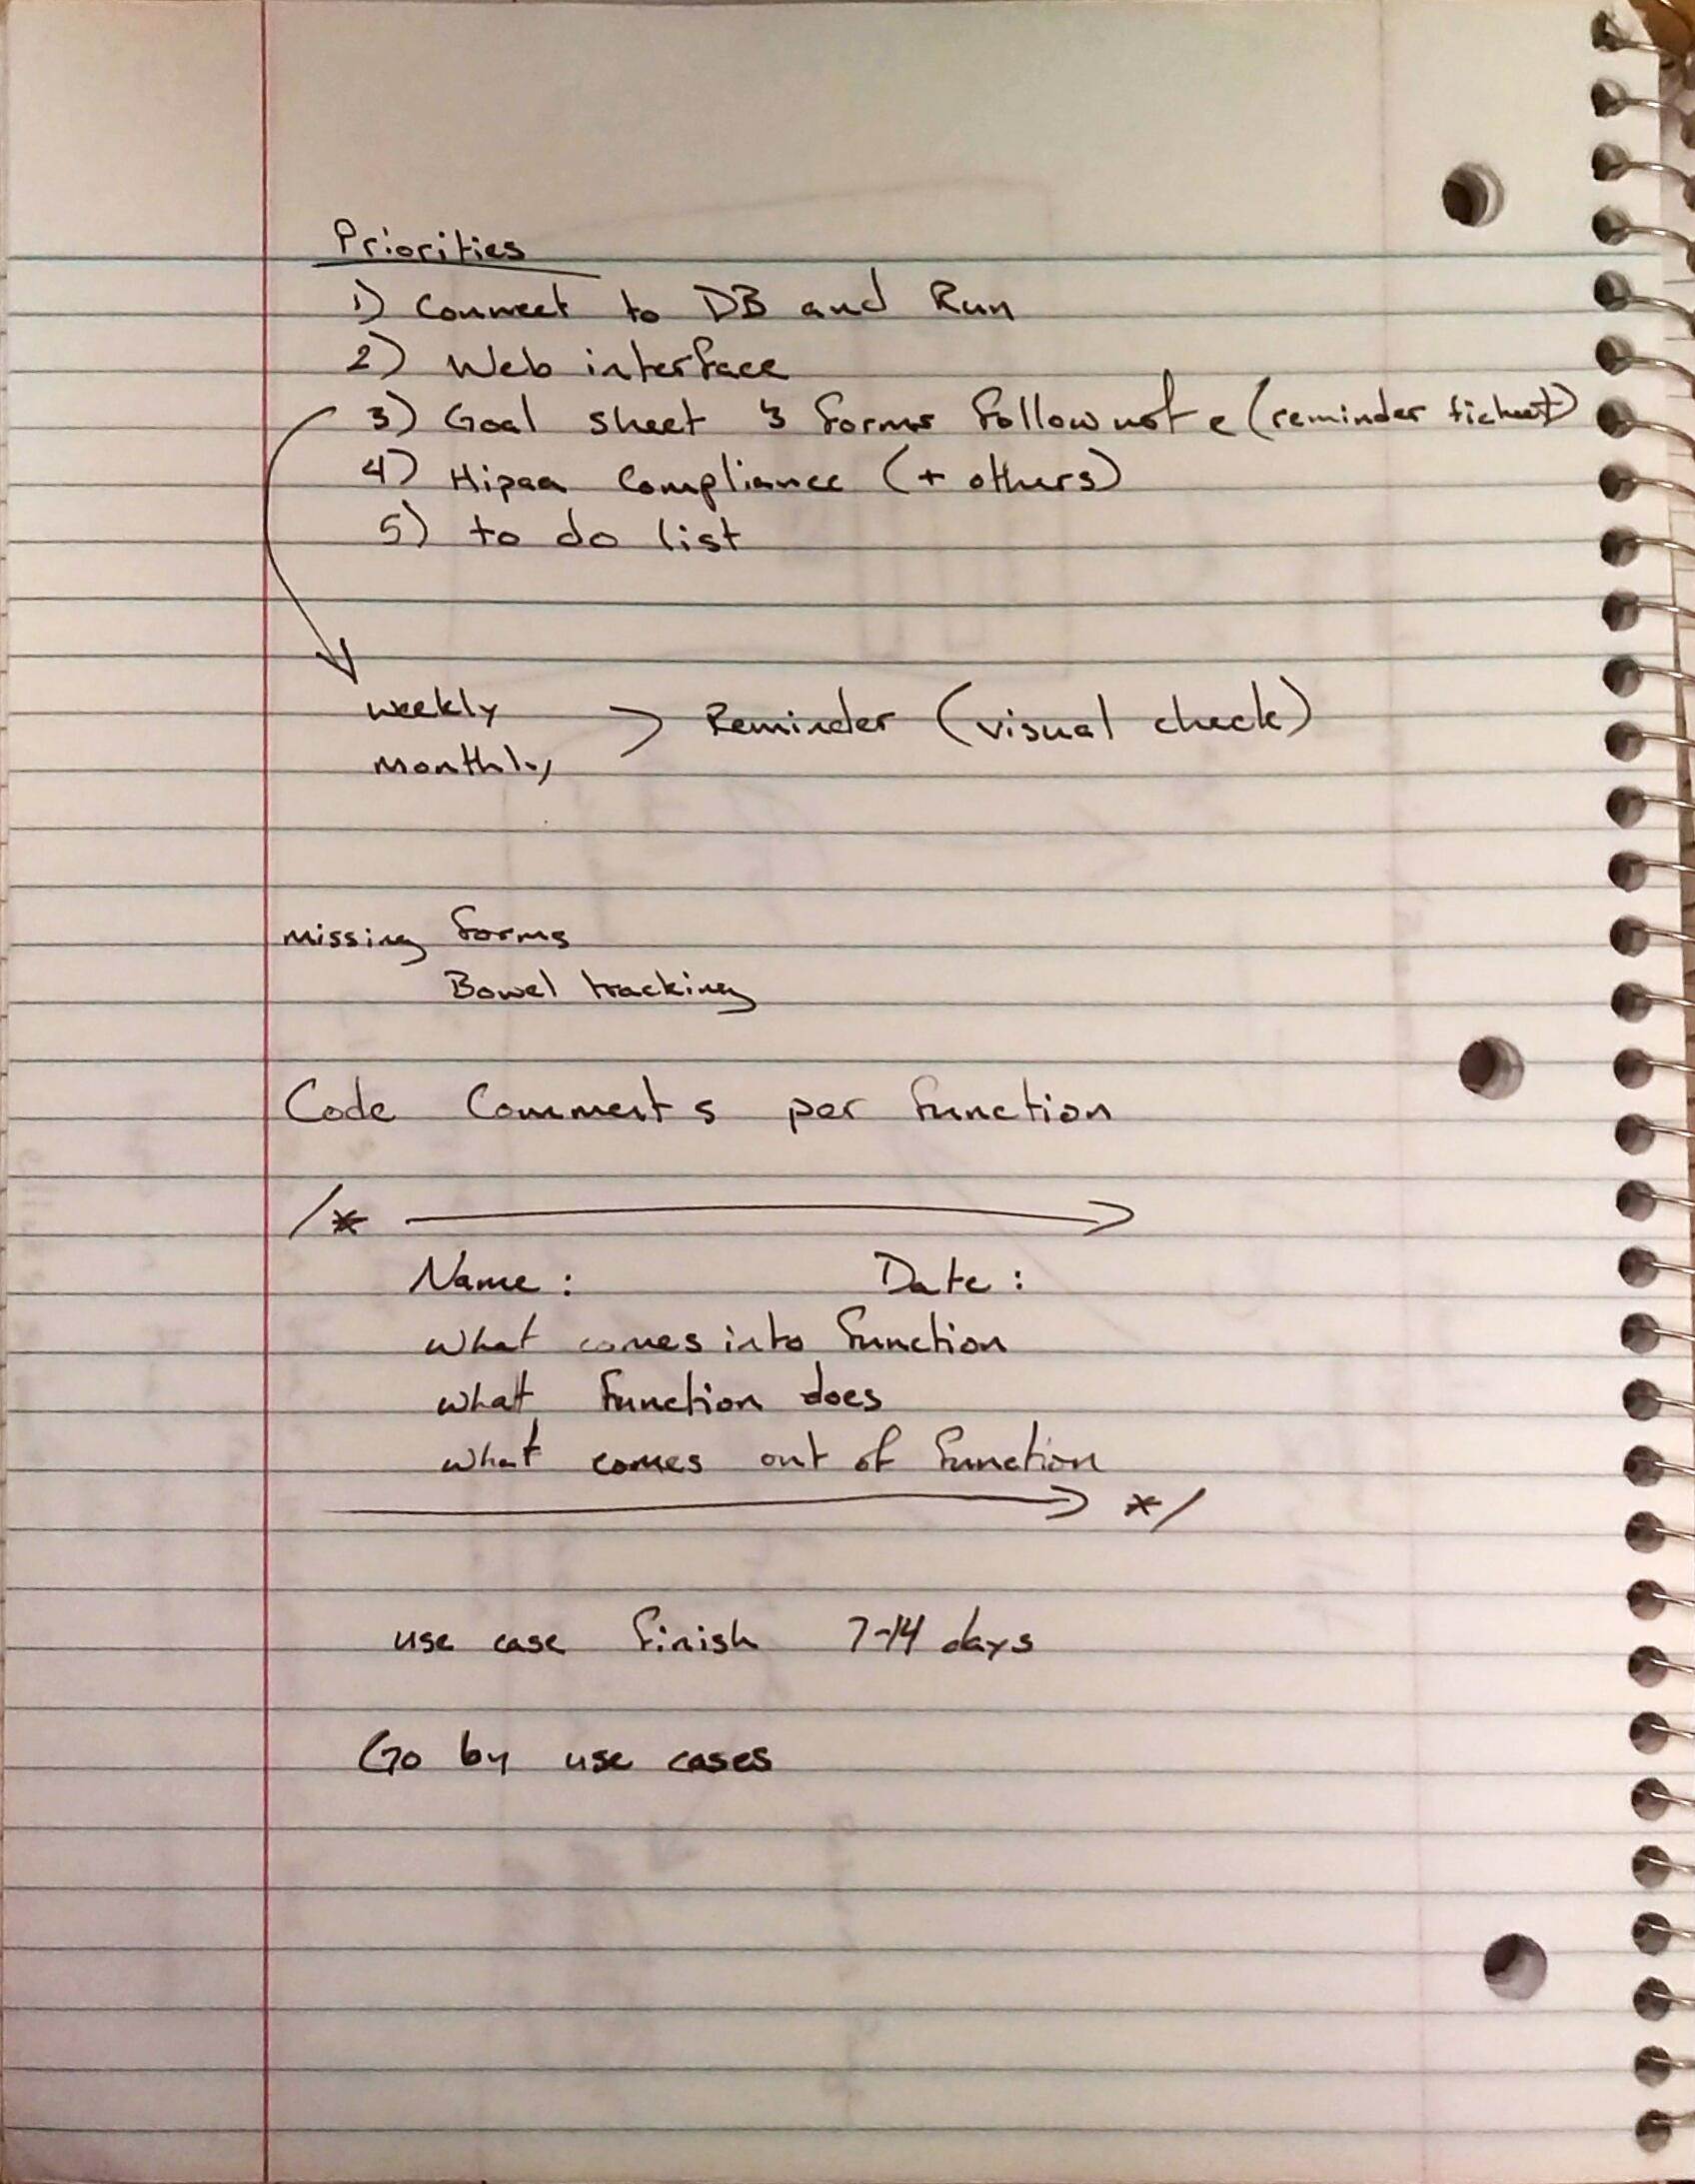 Priorities
1) Connect to DB and Run
2) Web interface
3) Goal sheet & forms follow note (reminder ticket)
4) Hipaa Compliance (+ others)
5) to do list
weekly
monthly > Reminder (visual check)
missing forms
Bowel tracking
Code Comments per function
/*
Name: Date:
what comes into function
what function does
what comes out of function
*/
use case finish 7-14 days
Go by use cases